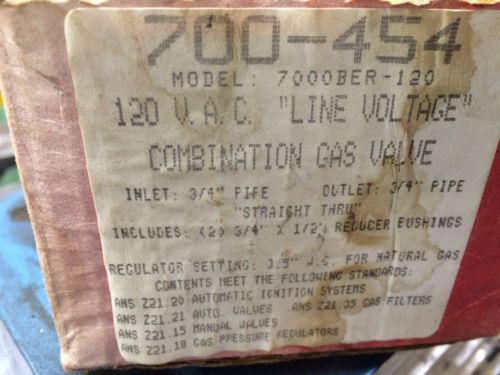 700-454
MODEL: 7000BER-120
120 V.A.C. "LINE VOLTAGE"
COMBINATION GAS VALVE
INLET: 3/4" PIPE OUTLET: 3/4" PIPE
"STRAIGHT THRU"
INCLUDES: (2) 3/4" X 1/2" REDUCER BUSHINGS
REGULATOR SETTING: 3.5" W.C. FOR NATURAL GAS
CONTENTS MEET THE FOLLOWING STANDARDS:
ANS Z21.20 AUTOMATIC IGNITION SYSTEMS
ANS Z21.21 AUTO. VALVES ANS Z21.35 GAS FILTERS
ANS Z21.15 MANUAL VALVES
ANS Z21.18 GAS PRESSURE REGULATORS